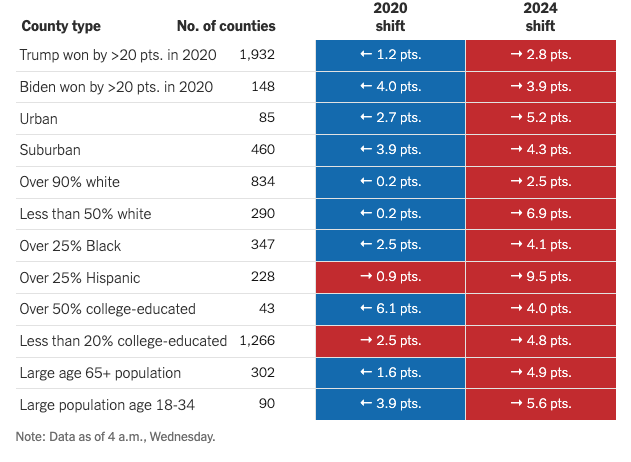 2020 2024
County type No. of counties shift shift
Trump won by >20 pts. in 2020 1,932 ← 1.2 pts. → 2.8 pts.
Biden won by >20 pts. in 2020 148 ← 4.0 pts. → 3.9 pts.
Urban 85 ← 2.7 pts. → 5.2 pts.
Suburban 460 ← 3.9 pts. → 4.3 pts.
Over 90% white 834 ← 0.2 pts. → 2.5 pts.
Less than 50% white 290 ← 0.2 pts. → 6.9 pts.
Over 25% Black 347 ← 2.5 pts. → 4.1 pts.
Over 25% Hispanic 228 → 0.9 pts. → 9.5 pts.
Over 50% college-educated 43 ← 6.1 pts. → 4.0 pts.
Less than 20% college-educated 1,266 → 2.5 pts. → 4.8 pts.
Large age 65+ population 302 ← 1.6 pts. → 4.9 pts.
Large population age 18-34 90 ← 3.9 pts. → 5.6 pts.
Note: Data as of 4 a.m., Wednesday.